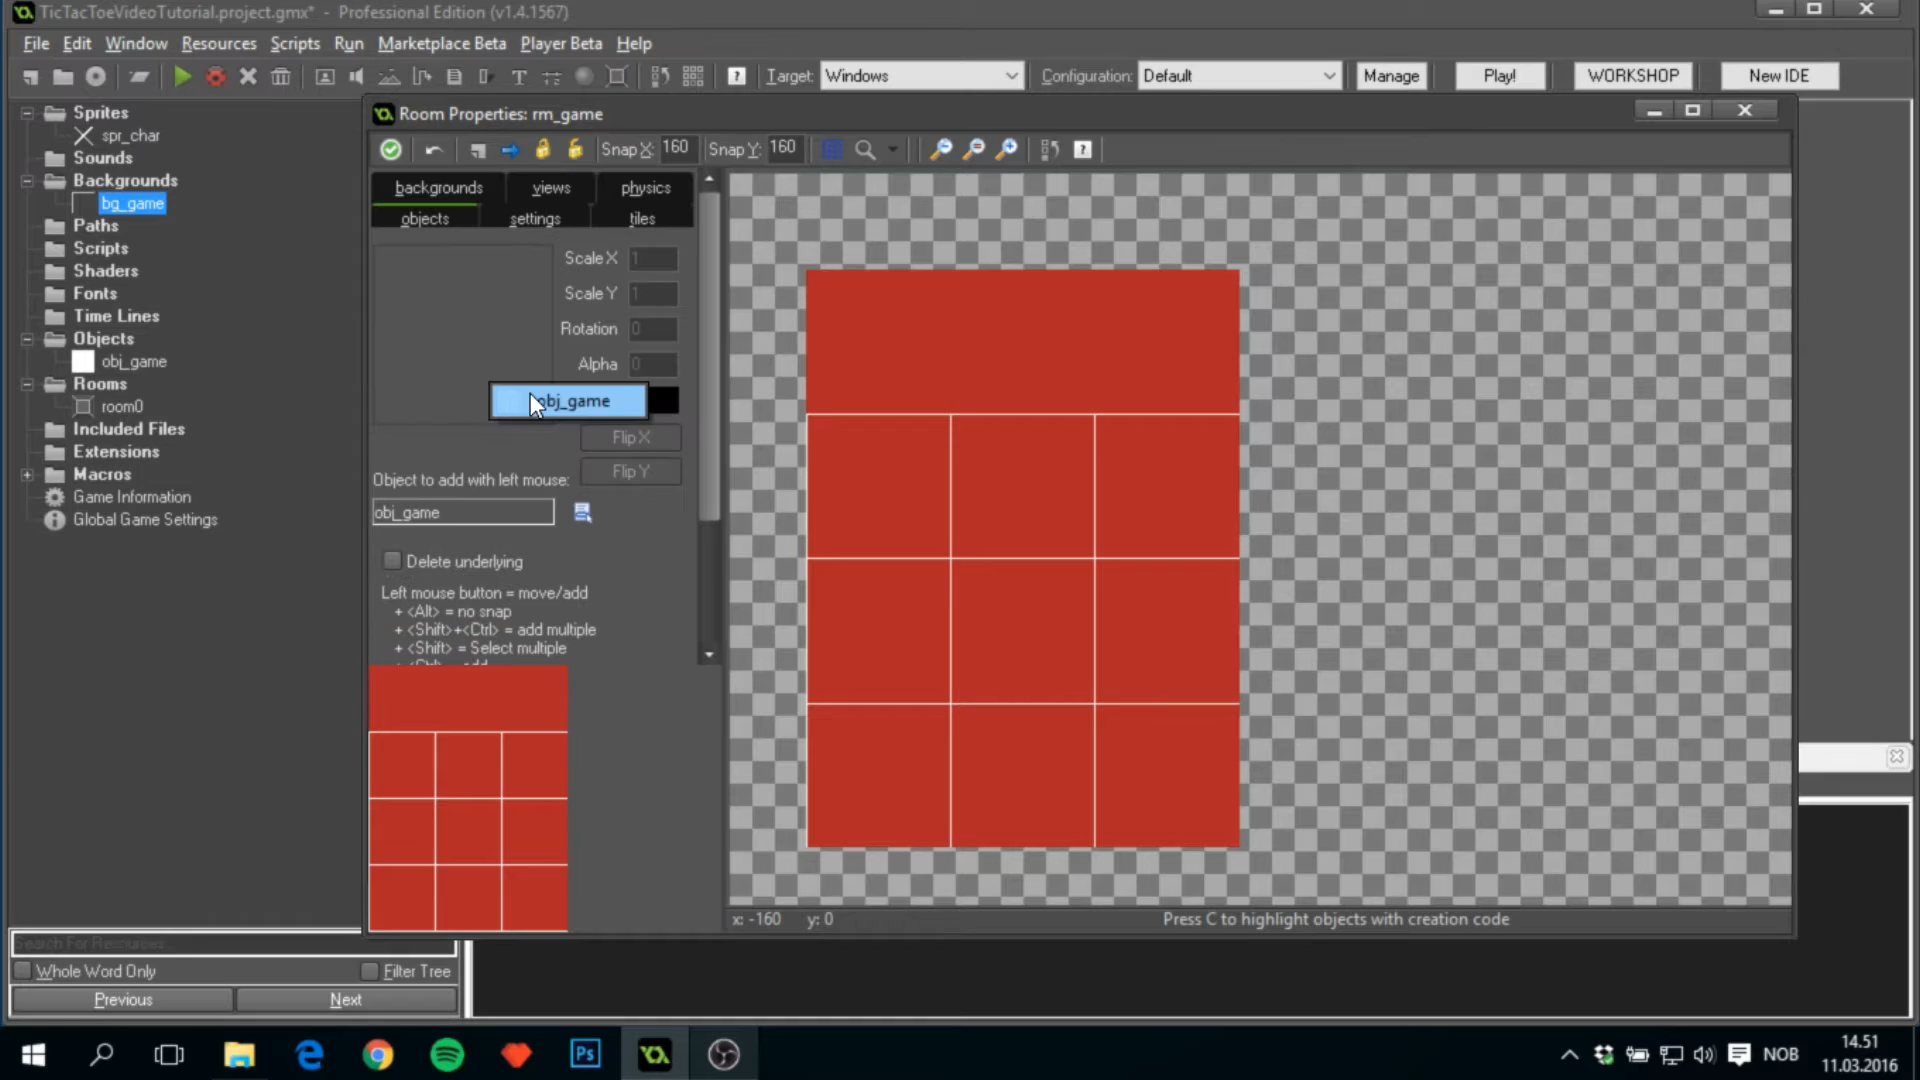 TicTacToeVideoTutorial.project.gmx* - Professional Edition (v1.4.1567)
File Edit Window Resources Scripts Run Marketplace Beta Player Beta Help
Target: Windows Configuration: Default Manage Play! WORKSHOP New IDE
Sprites
spr_char
Sounds
Backgrounds
bg_game
Paths
Scripts
Shaders
Fonts
Time Lines
Objects
obj_game
Rooms
room0
Included Files
Extensions
Macros
Game Information
Global Game Settings
Search For Resources...
Whole Word Only Filter Tree
Previous Next
Room Properties: rm_game
Snap X: 160 Snap Y: 160
backgrounds views physics
objects settings tiles
Scale X 1
Scale Y 1
Rotation 0
Alpha 0
obj_game
Flip X
Object to add with left mouse:
Flip Y
obj_game
Delete underlying
Left mouse button = move/add
+ <Alt> = no snap
+ <Shift>+<Ctrl> = add multiple
+ <Shift> = Select multiple
x: -160 y: 0 Press C to highlight objects with creation code
Ps
NOB
14.51
11.03.2016